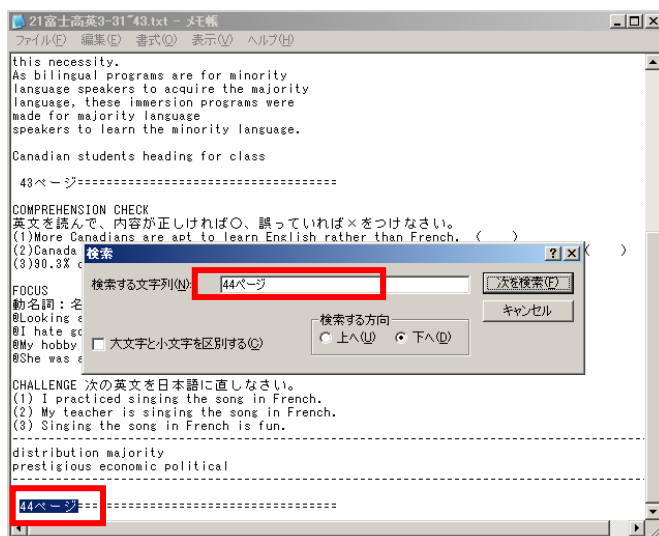 21富士高英3-31~43.txt - メモ帳
ファイル(F) 編集(E) 書式(O) 表示(V) ヘルプ(H)
this necessity.
As bilingual programs are for minority
language speakers to acquire the majority
language, these immersion programs were
made for majority language
speakers to learn the minority language.
Canadian students heading for class
43ページ===================================
COMPREHENSION CHECK
英文を読んで、内容が正しければ〇、誤っていれば×をつけなさい。
(1)More Canadians are apt to learn English rather than French. (　　)
(2)Canada
(　　)
(3)90.3%
検索
検索する文字列(N):
44ページ
次を検索(F)
キャンセル
検索する方向
上へ(U)
下へ(D)
大文字と小文字を区別する(C)
FOCUS
動名詞：名
@Looking
@I hate
@My hobby
@She was
CHALLENGE 次の英文を日本語に直しなさい。
(1) I practiced singing the song in French.
(2) My teacher is singing the song in French.
(3) Singing the song in French is fun.
--------------------------------------------------------------------------------
distribution majority
prestigious economic political
--------------------------------------------------------------------------------
44ページ===================================